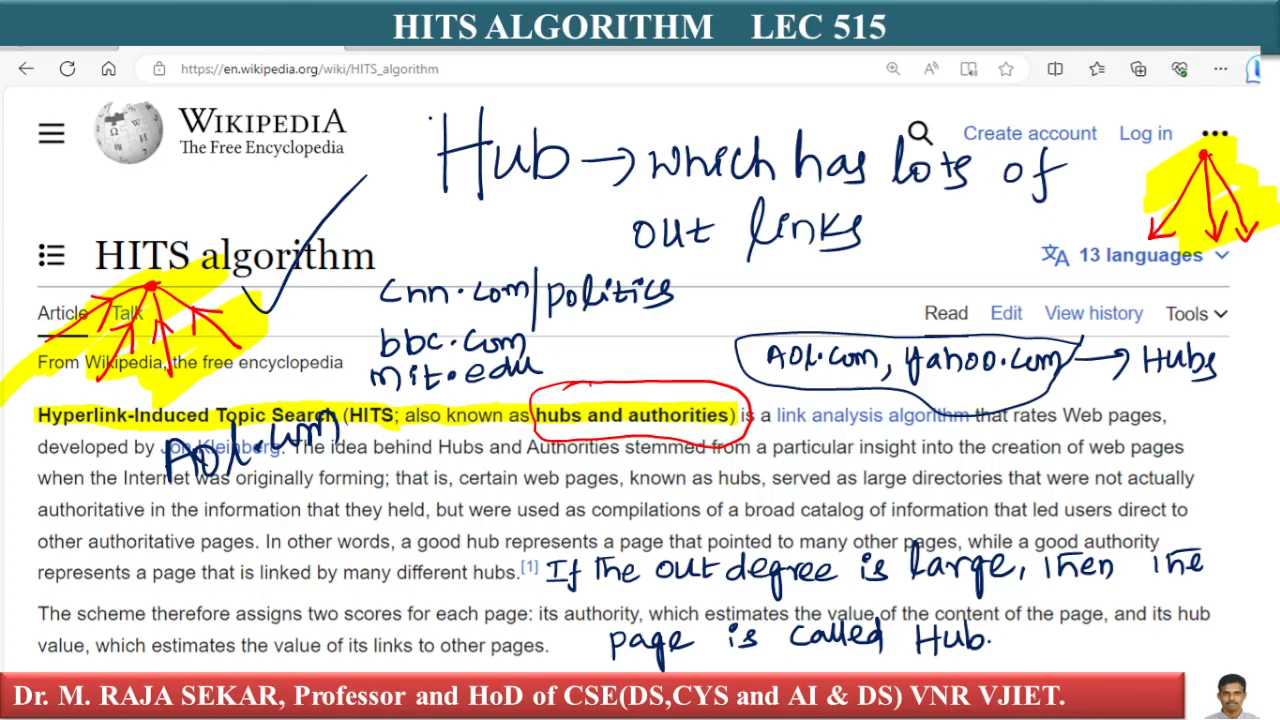 HITS ALGORITHM LEC 515
https://en.wikipedia.org/wiki/HITS_algorithm
WIKIPEDIA
The Free Encyclopedia
Create account Log in
Hub → which has lots of
out links
HITS algorithm
13 languages
cnn.com/politics
Article Talk
Read Edit View history Tools
bbc.com
mit.edu
AOL.com, yahoo.com → Hubs
From Wikipedia, the free encyclopedia
Hyperlink-Induced Topic Search (HITS; also known as hubs and authorities) is a link analysis algorithm that rates Web pages,
AOL.com
developed by Jon Kleinberg. The idea behind Hubs and Authorities stemmed from a particular insight into the creation of web pages
when the Internet was originally forming; that is, certain web pages, known as hubs, served as large directories that were not actually
authoritative in the information that they held, but were used as compilations of a broad catalog of information that led users direct to
other authoritative pages. In other words, a good hub represents a page that pointed to many other pages, while a good authority
represents a page that is linked by many different hubs.[1]
If the out degree is large, then the
page is called Hub.
The scheme therefore assigns two scores for each page: its authority, which estimates the value of the content of the page, and its hub
value, which estimates the value of its links to other pages.
Dr. M. RAJA SEKAR, Professor and HoD of CSE(DS,CYS and AI & DS) VNR VJIET.